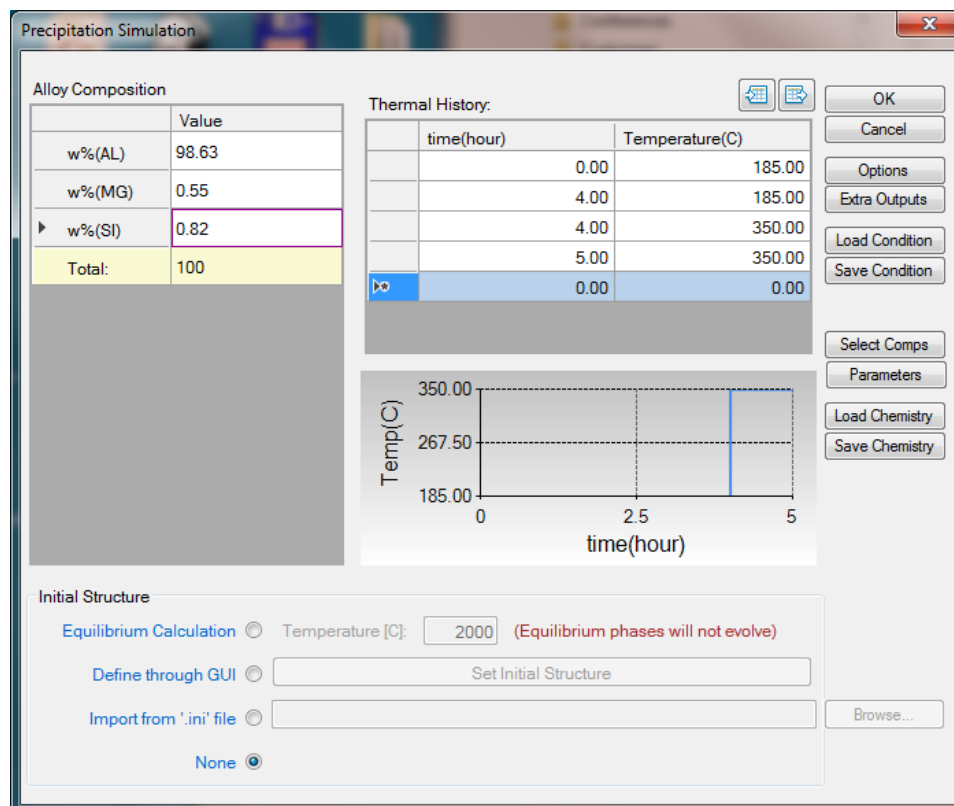 Precipitation Simulation
Alloy Composition
Value
w%(AL) 98.63
w%(MG) 0.55
w%(SI) 0.82
Total: 100
Thermal History:
time(hour) Temperature(C)
0.00 185.00
4.00 185.00
4.00 350.00
5.00 350.00
0.00 0.00
OK
Cancel
Options
Extra Outputs
Load Condition
Save Condition
Select Comps
Parameters
Load Chemistry
Save Chemistry
Temp(C)
350.00
267.50
185.00
0 2.5 5
time(hour)
Initial Structure
Equilibrium Calculation Temperature [C]: 2000 (Equilibrium phases will not evolve)
Define through GUI Set Initial Structure
Import from '.ini' file Browse...
None